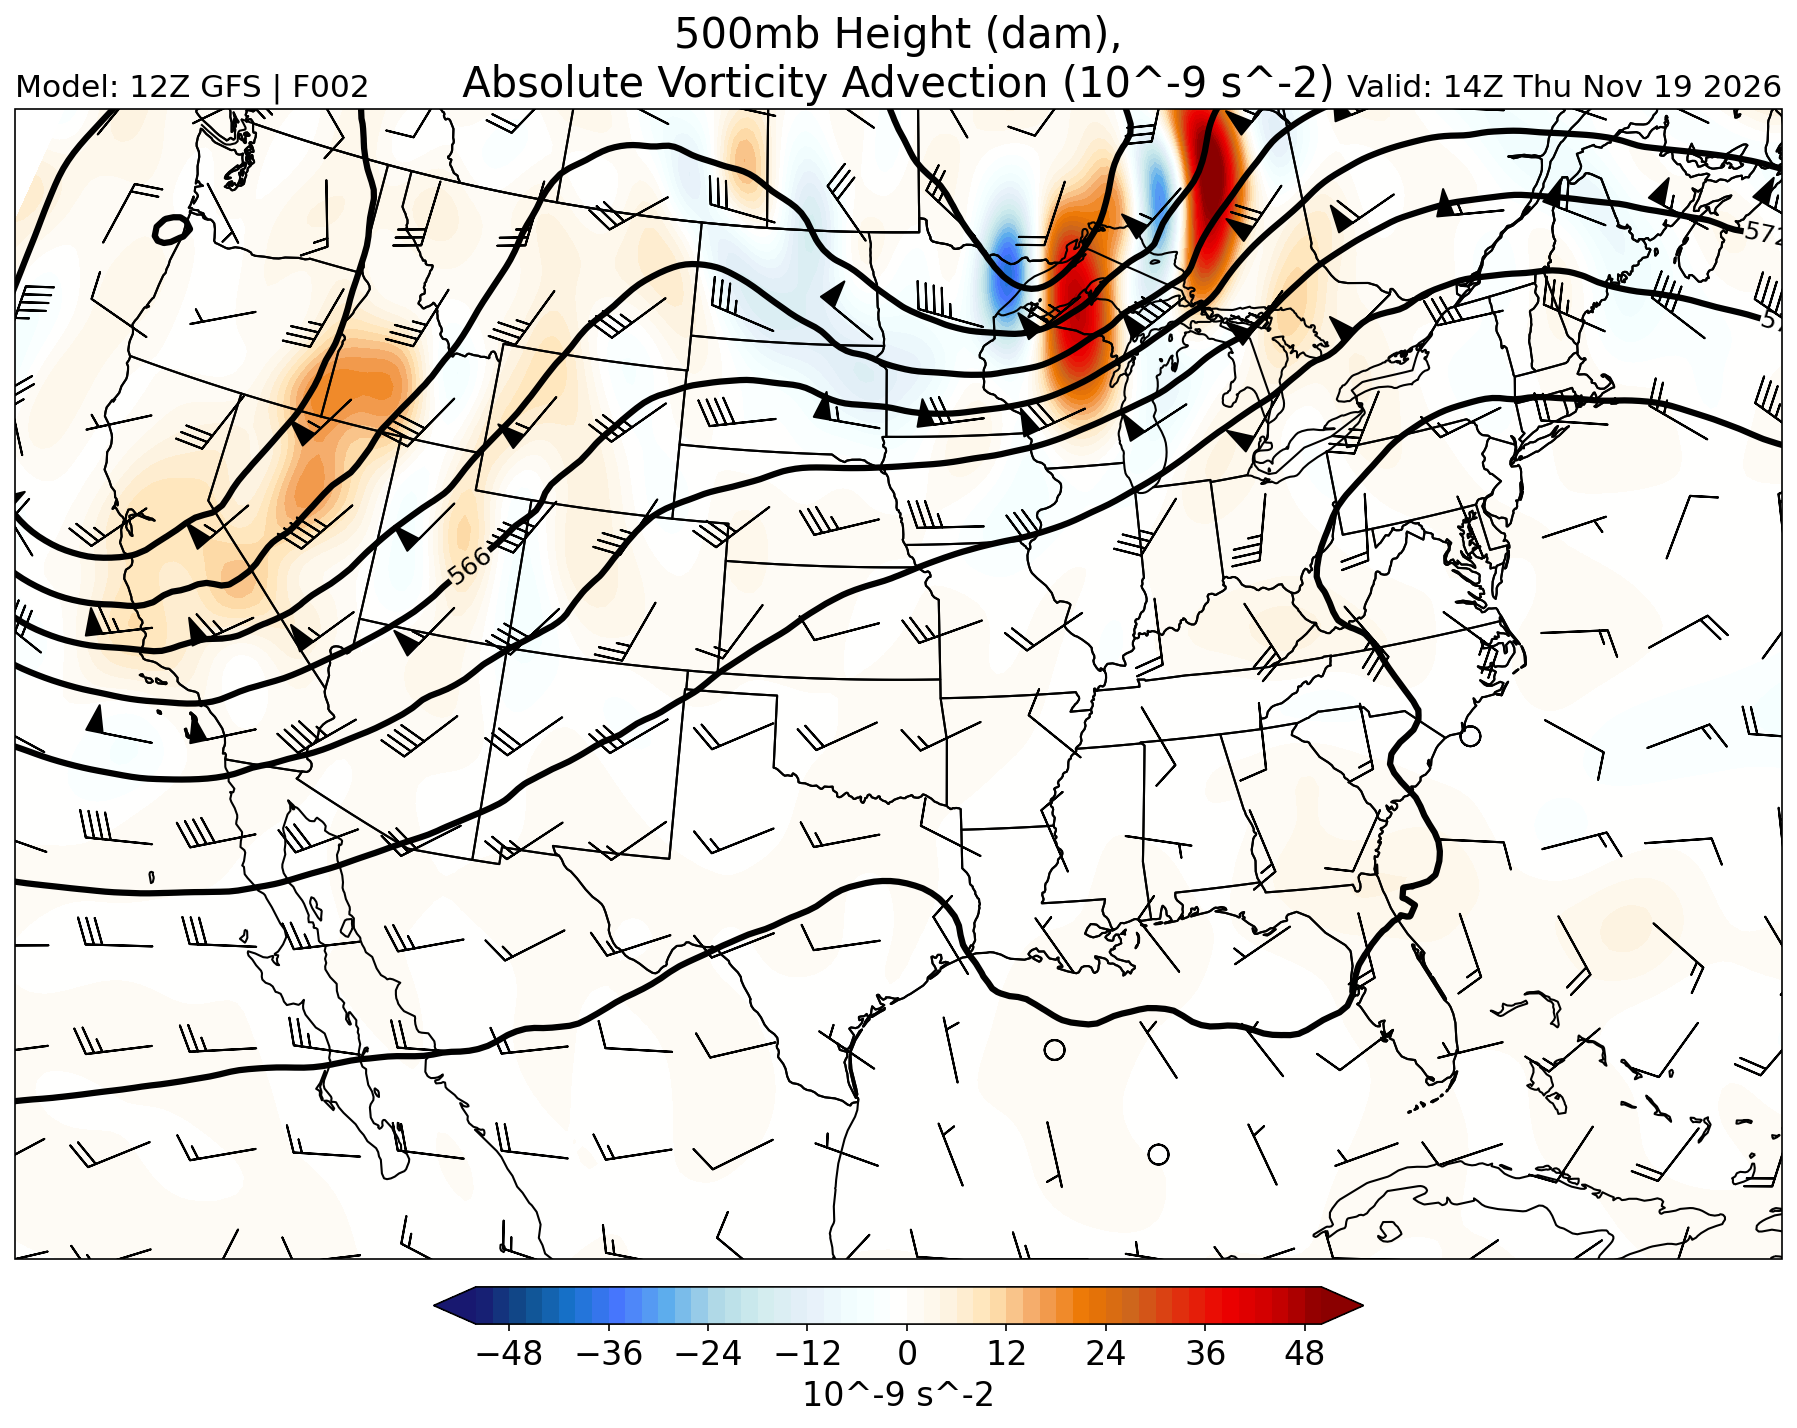 500mb Height (dam),
Model: 12Z GFS | F002
Absolute Vorticity Advection (10^-9 s^-2)
Valid: 14Z Thu Nov 19 2026
566
−48 −36 −24 −12 0 12 24 36 48
10^-9 s^-2